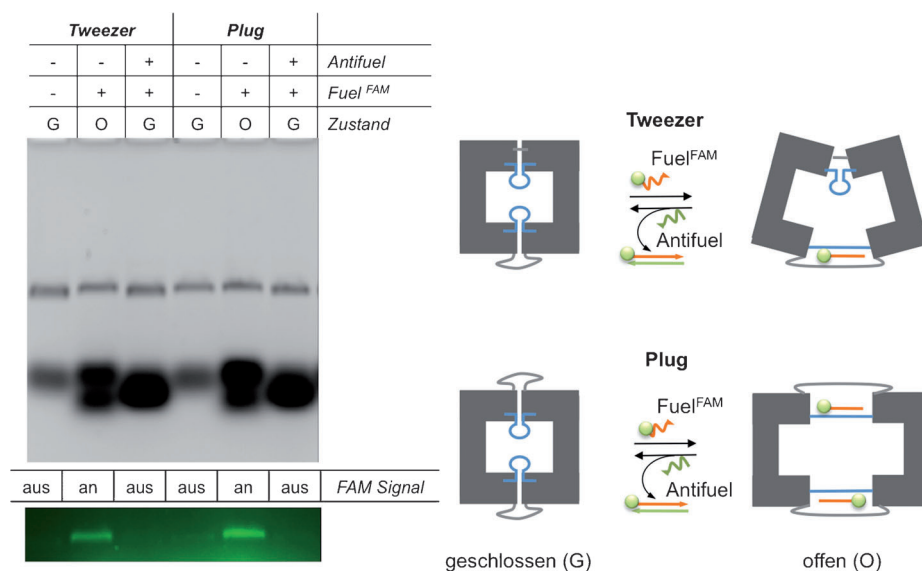 Tweezer Plug
- - + - - + Antifuel
- + + - + + Fuel FAM
G O G G O G Zustand
aus an aus aus an aus FAM Signal
Tweezer
FuelFAM
Antifuel
Plug
FuelFAM
Antifuel
geschlossen (G) offen (O)